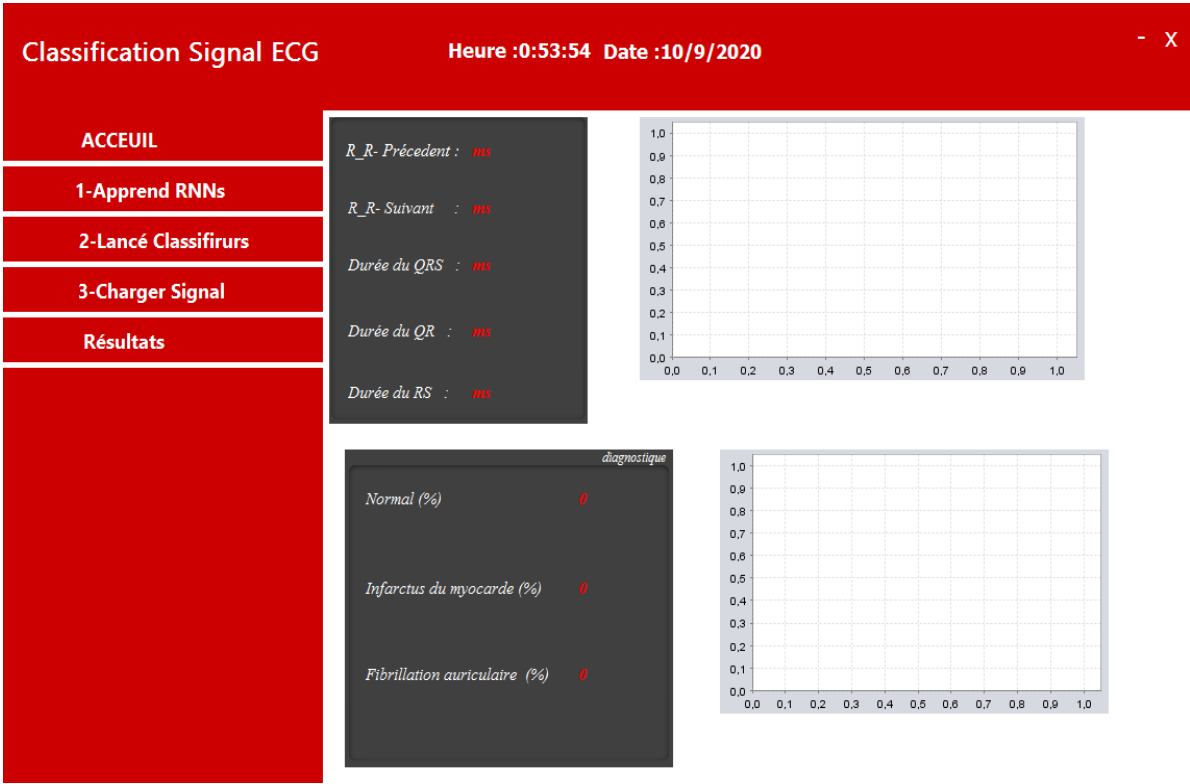 Classification Signal ECG
Heure :0:53:54 Date :10/9/2020
- X
ACCEUIL
1-Apprend RNNs
2-Lancé Classifirurs
3-Charger Signal
Résultats
R_R- Précedent : ms
R_R- Suivant : ms
Durée du QRS : ms
Durée du QR : ms
Durée du RS : ms
1,0
0,9
0,8
0,7
0,6
0,5
0,4
0,3
0,2
0,1
0,0
0,0 0,1 0,2 0,3 0,4 0,5 0,6 0,7 0,8 0,9 1,0
diagnostique
Normal (%) 0
Infarctus du myocarde (%) 0
Fibrillation auriculaire (%) 0
1,0
0,9
0,8
0,7
0,6
0,5
0,4
0,3
0,2
0,1
0,0
0,0 0,1 0,2 0,3 0,4 0,5 0,6 0,7 0,8 0,9 1,0